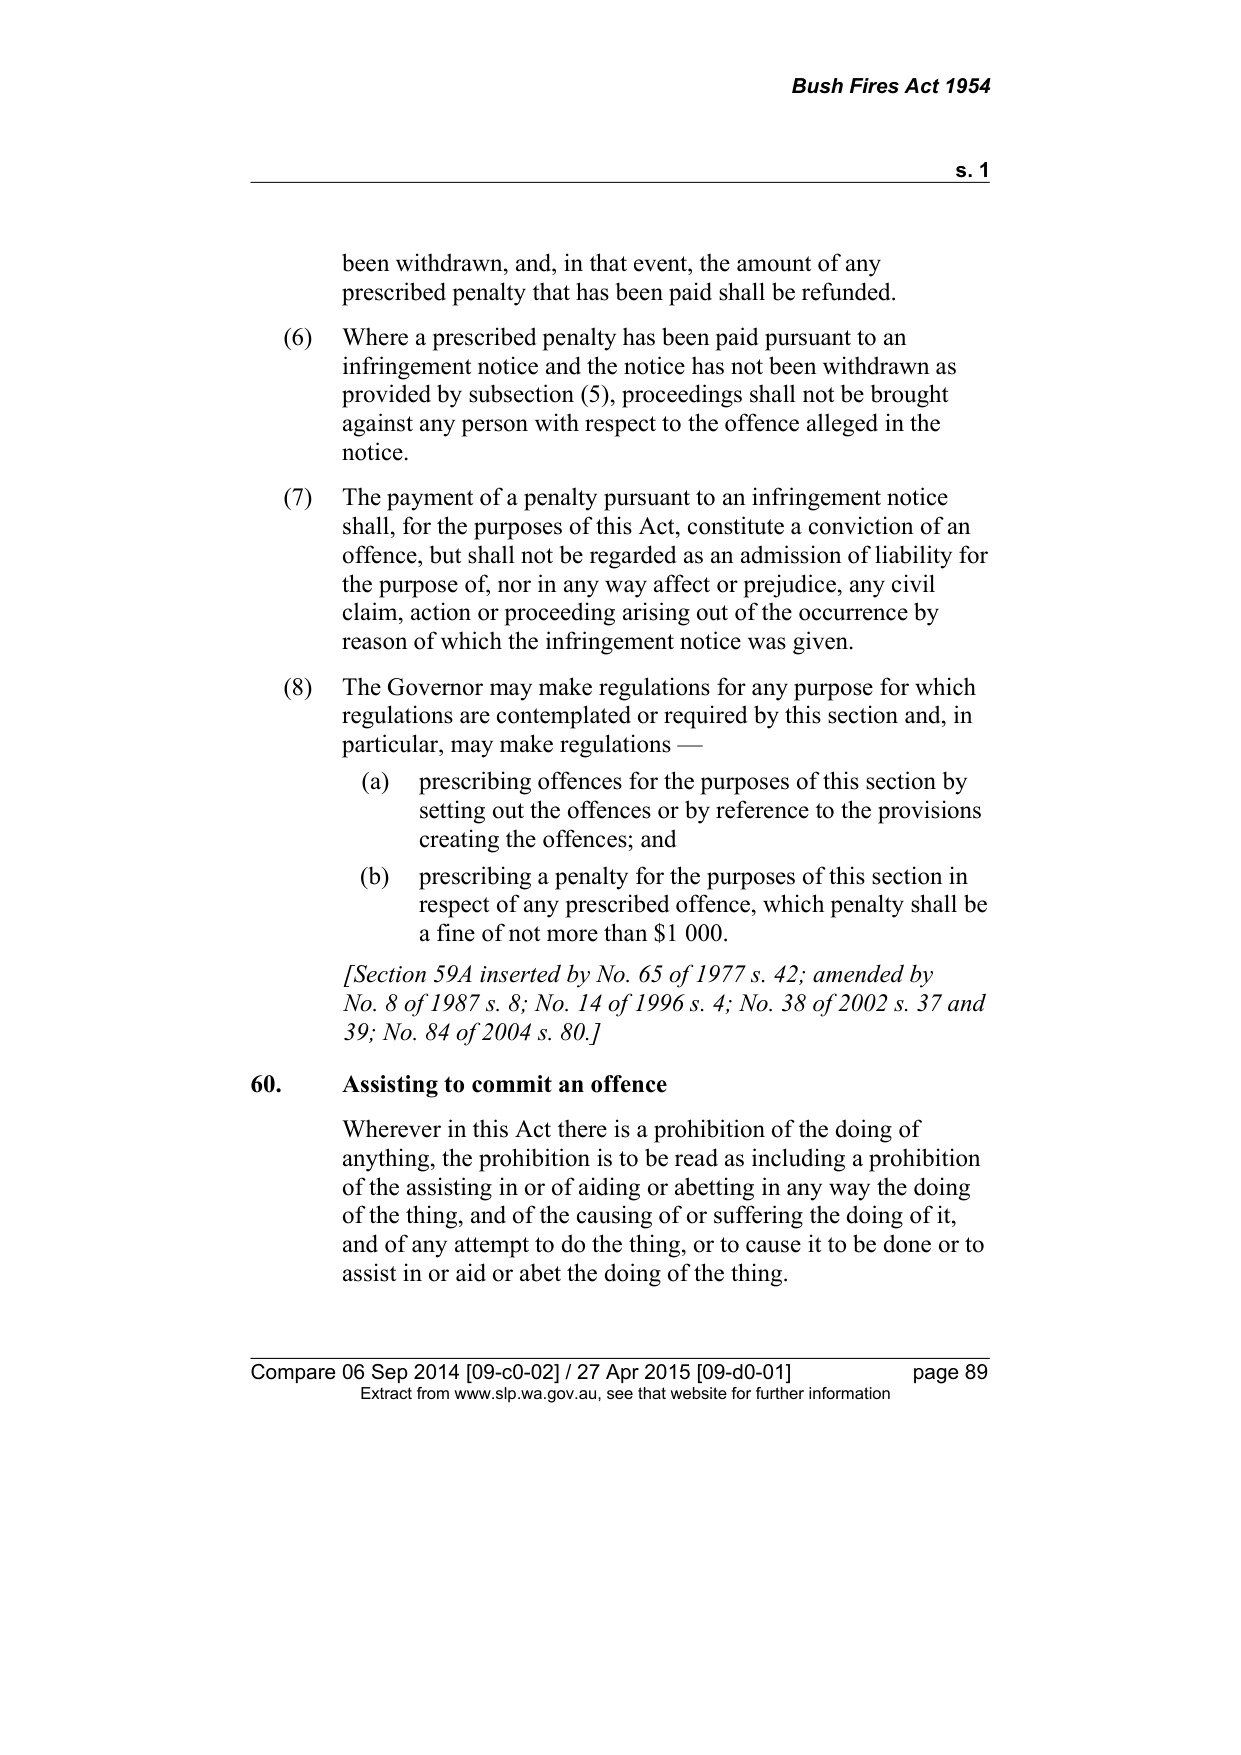 Bush Fires Act 1954
s. 1
been withdrawn, and, in that event, the amount of any
prescribed penalty that has been paid shall be refunded.
(6) Where a prescribed penalty has been paid pursuant to an
infringement notice and the notice has not been withdrawn as
provided by subsection (5), proceedings shall not be brought
against any person with respect to the offence alleged in the
notice.
(7) The payment of a penalty pursuant to an infringement notice
shall, for the purposes of this Act, constitute a conviction of an
offence, but shall not be regarded as an admission of liability for
the purpose of, nor in any way affect or prejudice, any civil
claim, action or proceeding arising out of the occurrence by
reason of which the infringement notice was given.
(8) The Governor may make regulations for any purpose for which
regulations are contemplated or required by this section and, in
particular, may make regulations —
(a) prescribing offences for the purposes of this section by
setting out the offences or by reference to the provisions
creating the offences; and
(b) prescribing a penalty for the purposes of this section in
respect of any prescribed offence, which penalty shall be
a fine of not more than $1 000.
[Section 59A inserted by No. 65 of 1977 s. 42; amended by
No. 8 of 1987 s. 8; No. 14 of 1996 s. 4; No. 38 of 2002 s. 37 and
39; No. 84 of 2004 s. 80.]
60. Assisting to commit an offence
Wherever in this Act there is a prohibition of the doing of
anything, the prohibition is to be read as including a prohibition
of the assisting in or of aiding or abetting in any way the doing
of the thing, and of the causing of or suffering the doing of it,
and of any attempt to do the thing, or to cause it to be done or to
assist in or aid or abet the doing of the thing.
Compare 06 Sep 2014 [09-c0-02] / 27 Apr 2015 [09-d0-01] page 89
Extract from www.slp.wa.gov.au, see that website for further information